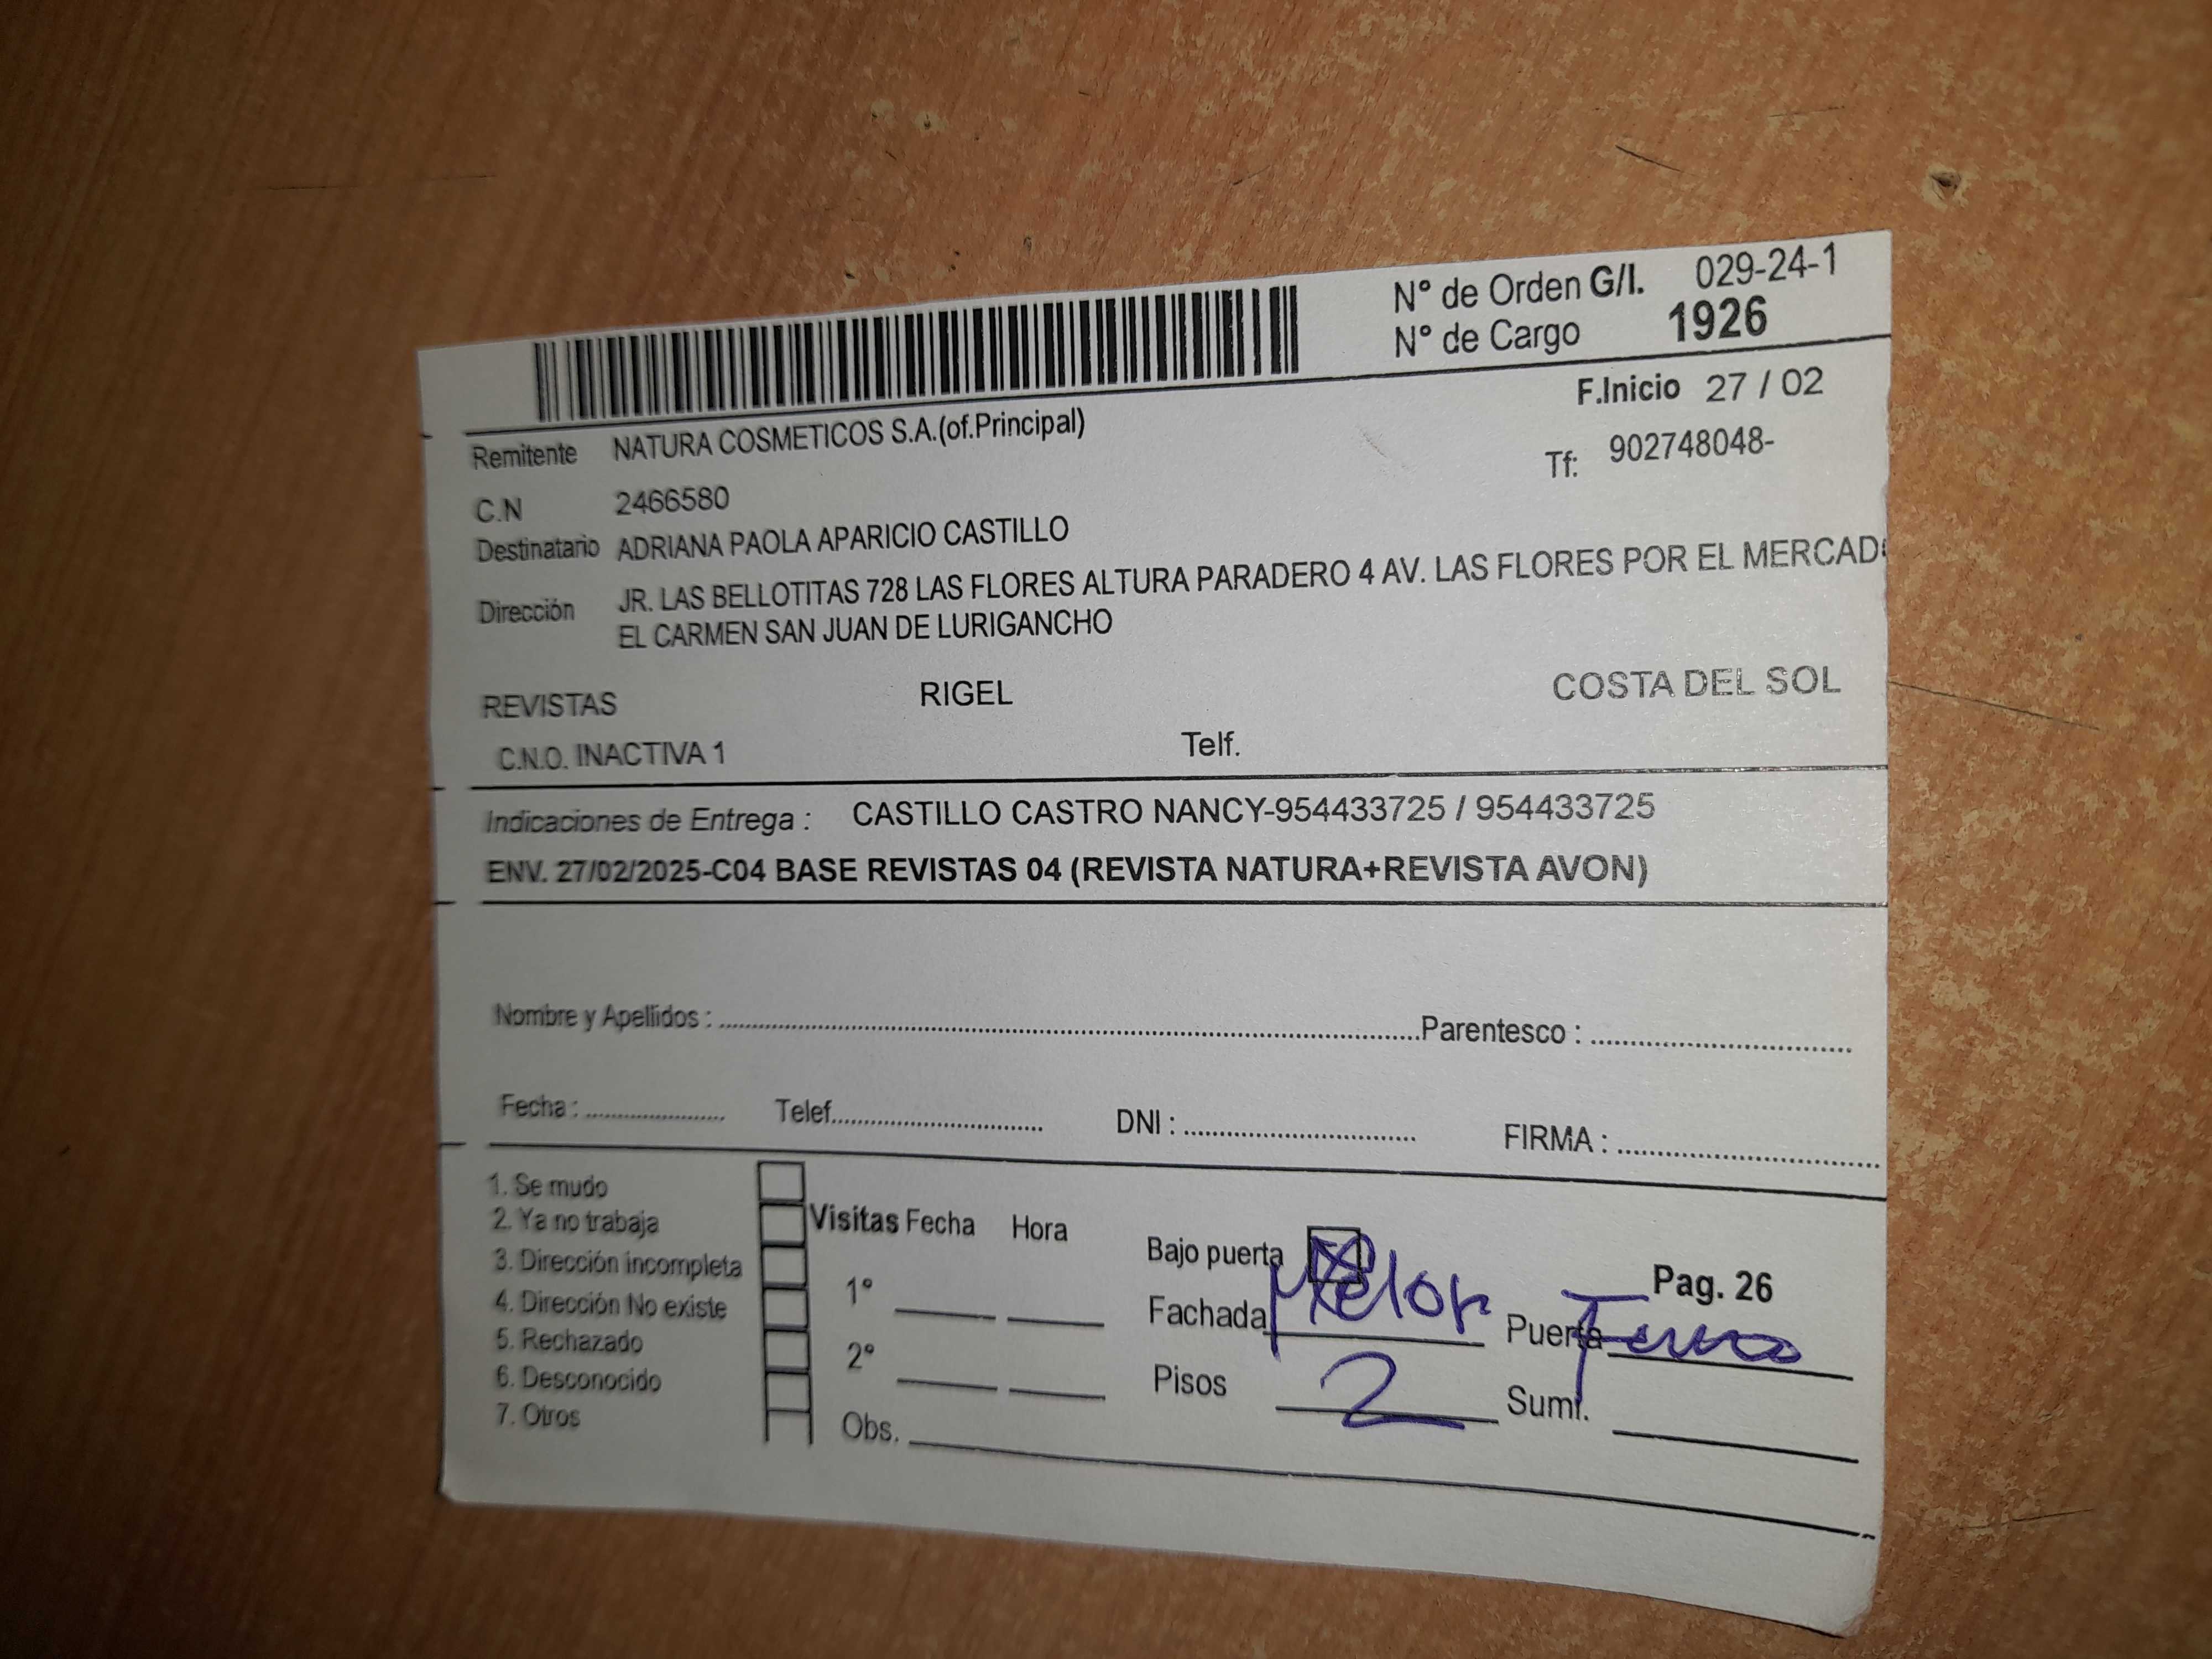 N° de Orden G/I. 029-24-1
N° de Cargo 1926
F.Inicio 27 / 02
Remitente NATURA COSMETICOS S.A.(of.Principal)
Tf: 902748048-
C.N 2466580
Destinatario ADRIANA PAOLA APARICIO CASTILLO
Dirección JR. LAS BELLOTITAS 728 LAS FLORES ALTURA PARADERO 4 AV. LAS FLORES POR EL MERCADO
EL CARMEN SAN JUAN DE LURIGANCHO
REVISTAS RIGEL COSTA DEL SOL
C.N.O. INACTIVA 1 Telf.
Indicaciones de Entrega : CASTILLO CASTRO NANCY-954433725 / 954433725
ENV. 27/02/2025-C04 BASE REVISTAS 04 (REVISTA NATURA+REVISTA AVON)
Nombre y Apellidos : Parentesco :
Fecha : Telef. DNI : FIRMA :
1. Se mudo
2. Ya no trabaja
3. Dirección incompleta
4. Dirección No existe
5. Rechazado
6. Desconocido
7. Otros
Visitas Fecha Hora
1°
2°
Obs.
Bajo puerta
Pag. 26
Fachada Puerta
Pisos 2 Sumi.